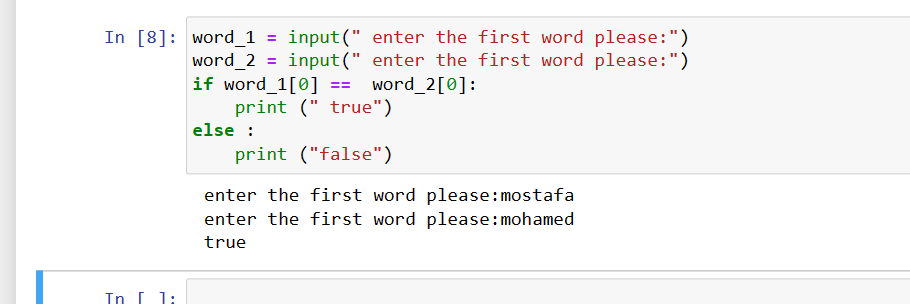 In [8]: word_1 = input(" enter the first word please:")
word_2 = input(" enter the first word please:")
if word_1[0] ==  word_2[0]:
    print (" true")
else :
    print ("false")
 enter the first word please:mostafa
 enter the first word please:mohamed
 true
In [ ]: